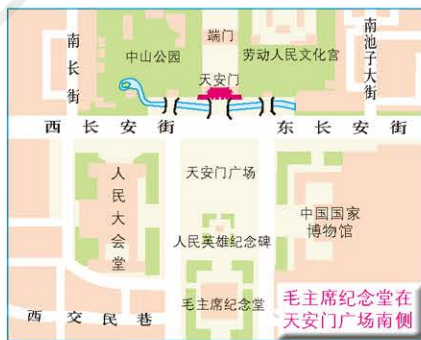 南长街
中山公园
端门
劳动人民文化宫
南池子大街
天安门
西长安街
东长安街
人民大会堂
天安门广场
中国国家
博物馆
人民英雄纪念碑
毛主席纪念堂
西交民巷
毛主席纪念堂在
天安门广场南侧